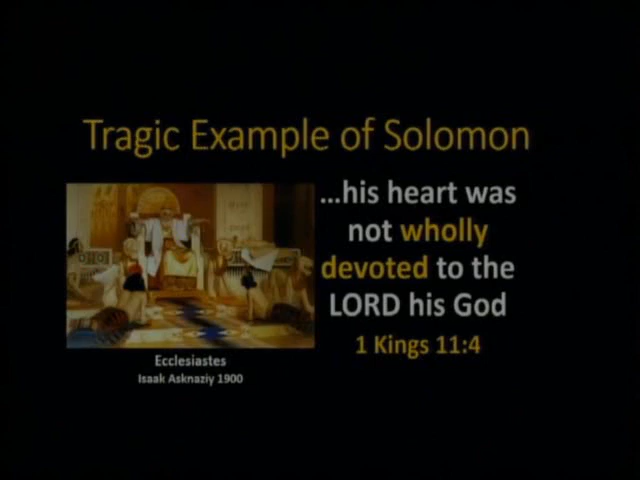 Tragic Example of Solomon
...his heart was
not wholly
devoted to the
LORD his God
1 Kings 11:4
Ecclesiastes
Isaak Asknaziy 1900